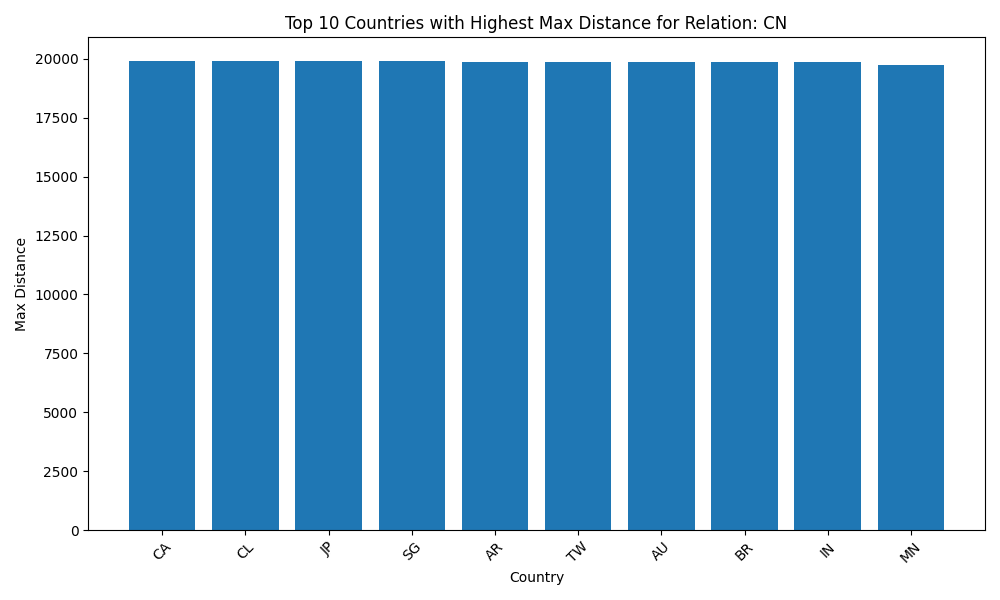 Top 10 Countries with Highest Max Distance for Relation: CN
Max Distance
20000
17500
15000
12500
10000
7500
5000
2500
0
CA CL JP SG AR TW AU BR IN MN
Country